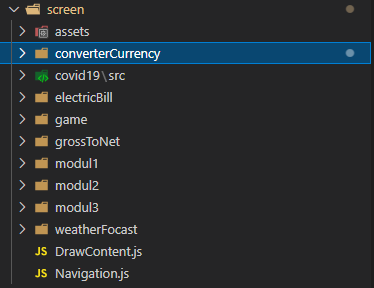 screen
assets
converterCurrency
covid19\src
electricBill
game
grossToNet
modul1
modul2
modul3
weatherFocast
JS DrawContent.js
JS Navigation.js